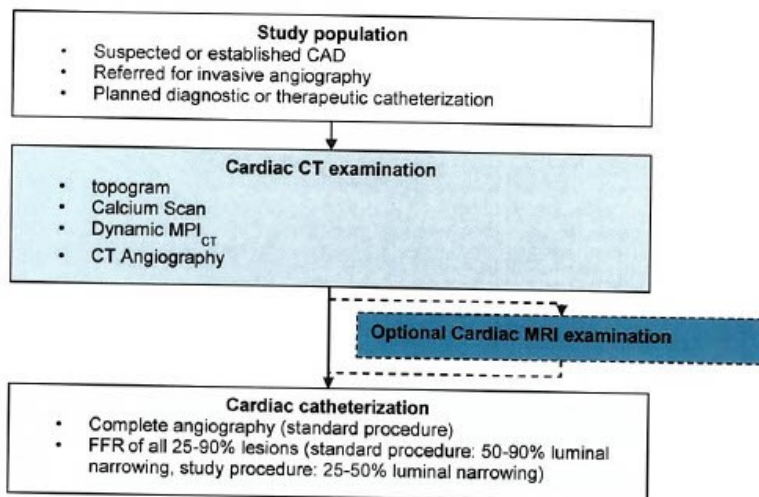 Study population
• Suspected or established CAD
• Referred for invasive angiography
• Planned diagnostic or therapeutic catheterization
Cardiac CT examination
• topogram
• Calcium Scan
• Dynamic MPI_CT
• CT Angiography
Optional Cardiac MRI examination
Cardiac catheterization
• Complete angiography (standard procedure)
• FFR of all 25-90% lesions (standard procedure: 50-90% luminal
narrowing, study procedure: 25-50% luminal narrowing)